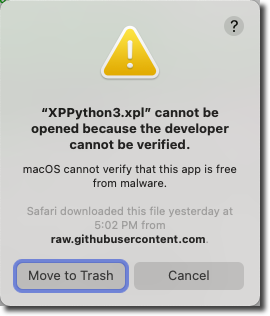 ?
“XPPython3.xpl” cannot be
opened because the developer
cannot be verified.
macOS cannot verify that this app is free
from malware.
Safari downloaded this file yesterday at
5:02 PM from
raw.githubusercontent.com.
Move to Trash
Cancel